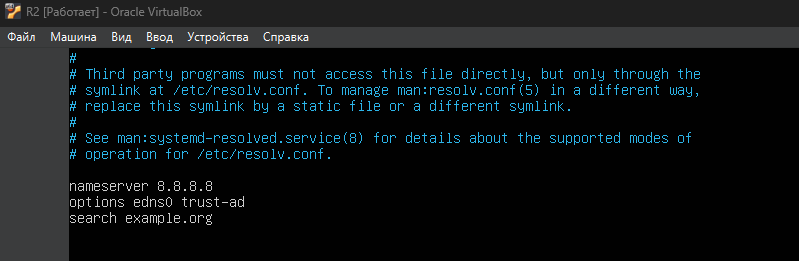 R2 [Работает] - Oracle VirtualBox
Файл Машина Вид Ввод Устройства Справка
#
# Third party programs must not access this file directly, but only through the
# symlink at /etc/resolv.conf. To manage man:resolv.conf(5) in a different way,
# replace this symlink by a static file or a different symlink.
#
# See man:systemd-resolved.service(8) for details about the supported modes of
# operation for /etc/resolv.conf.
nameserver 8.8.8.8
options edns0 trust-ad
search example.org